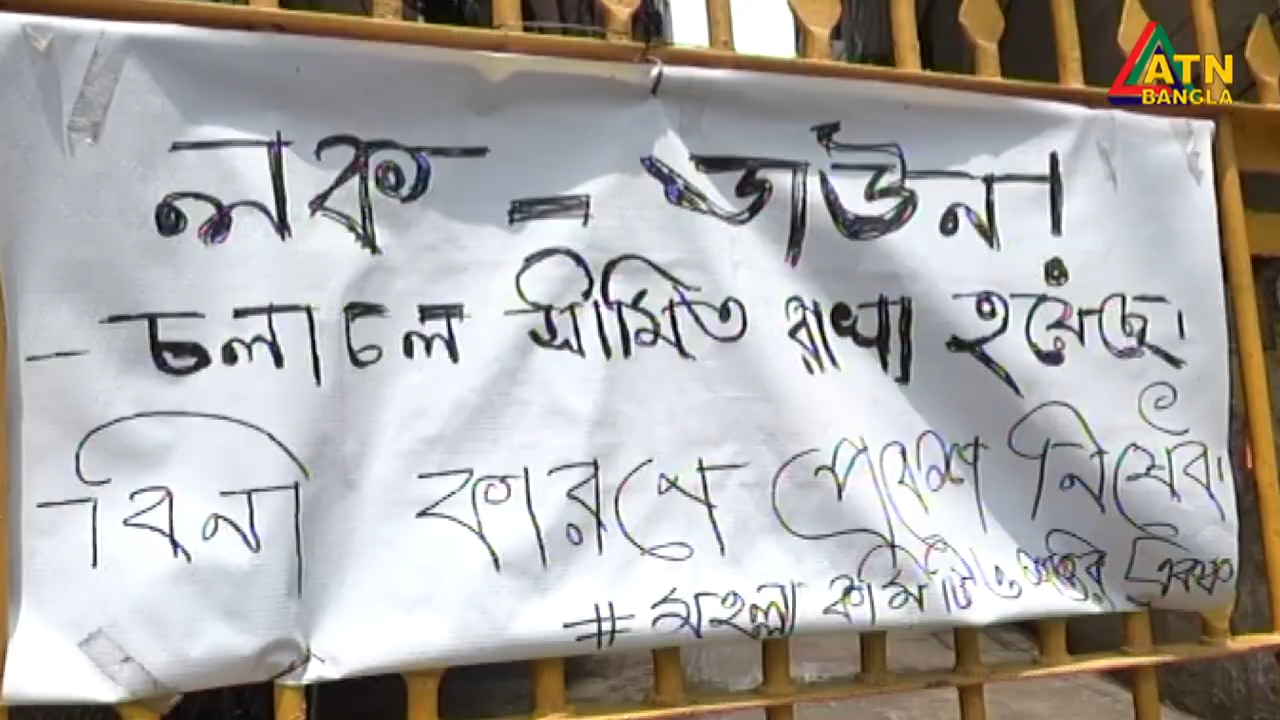 ATN
BANGLA
লক - ডাউন!
- চলাচল সীমিত রাখা হয়েছে।
বিনা কারণে প্রবেশ নিষেধ।
# মহল্লা কমিটি ও